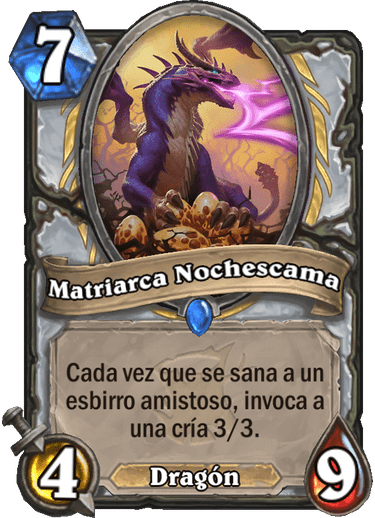 7
Matriarca Nochescama
Cada vez que se sana a un
esbirro amistoso, invoca a
una cría 3/3.
4
Dragón
9